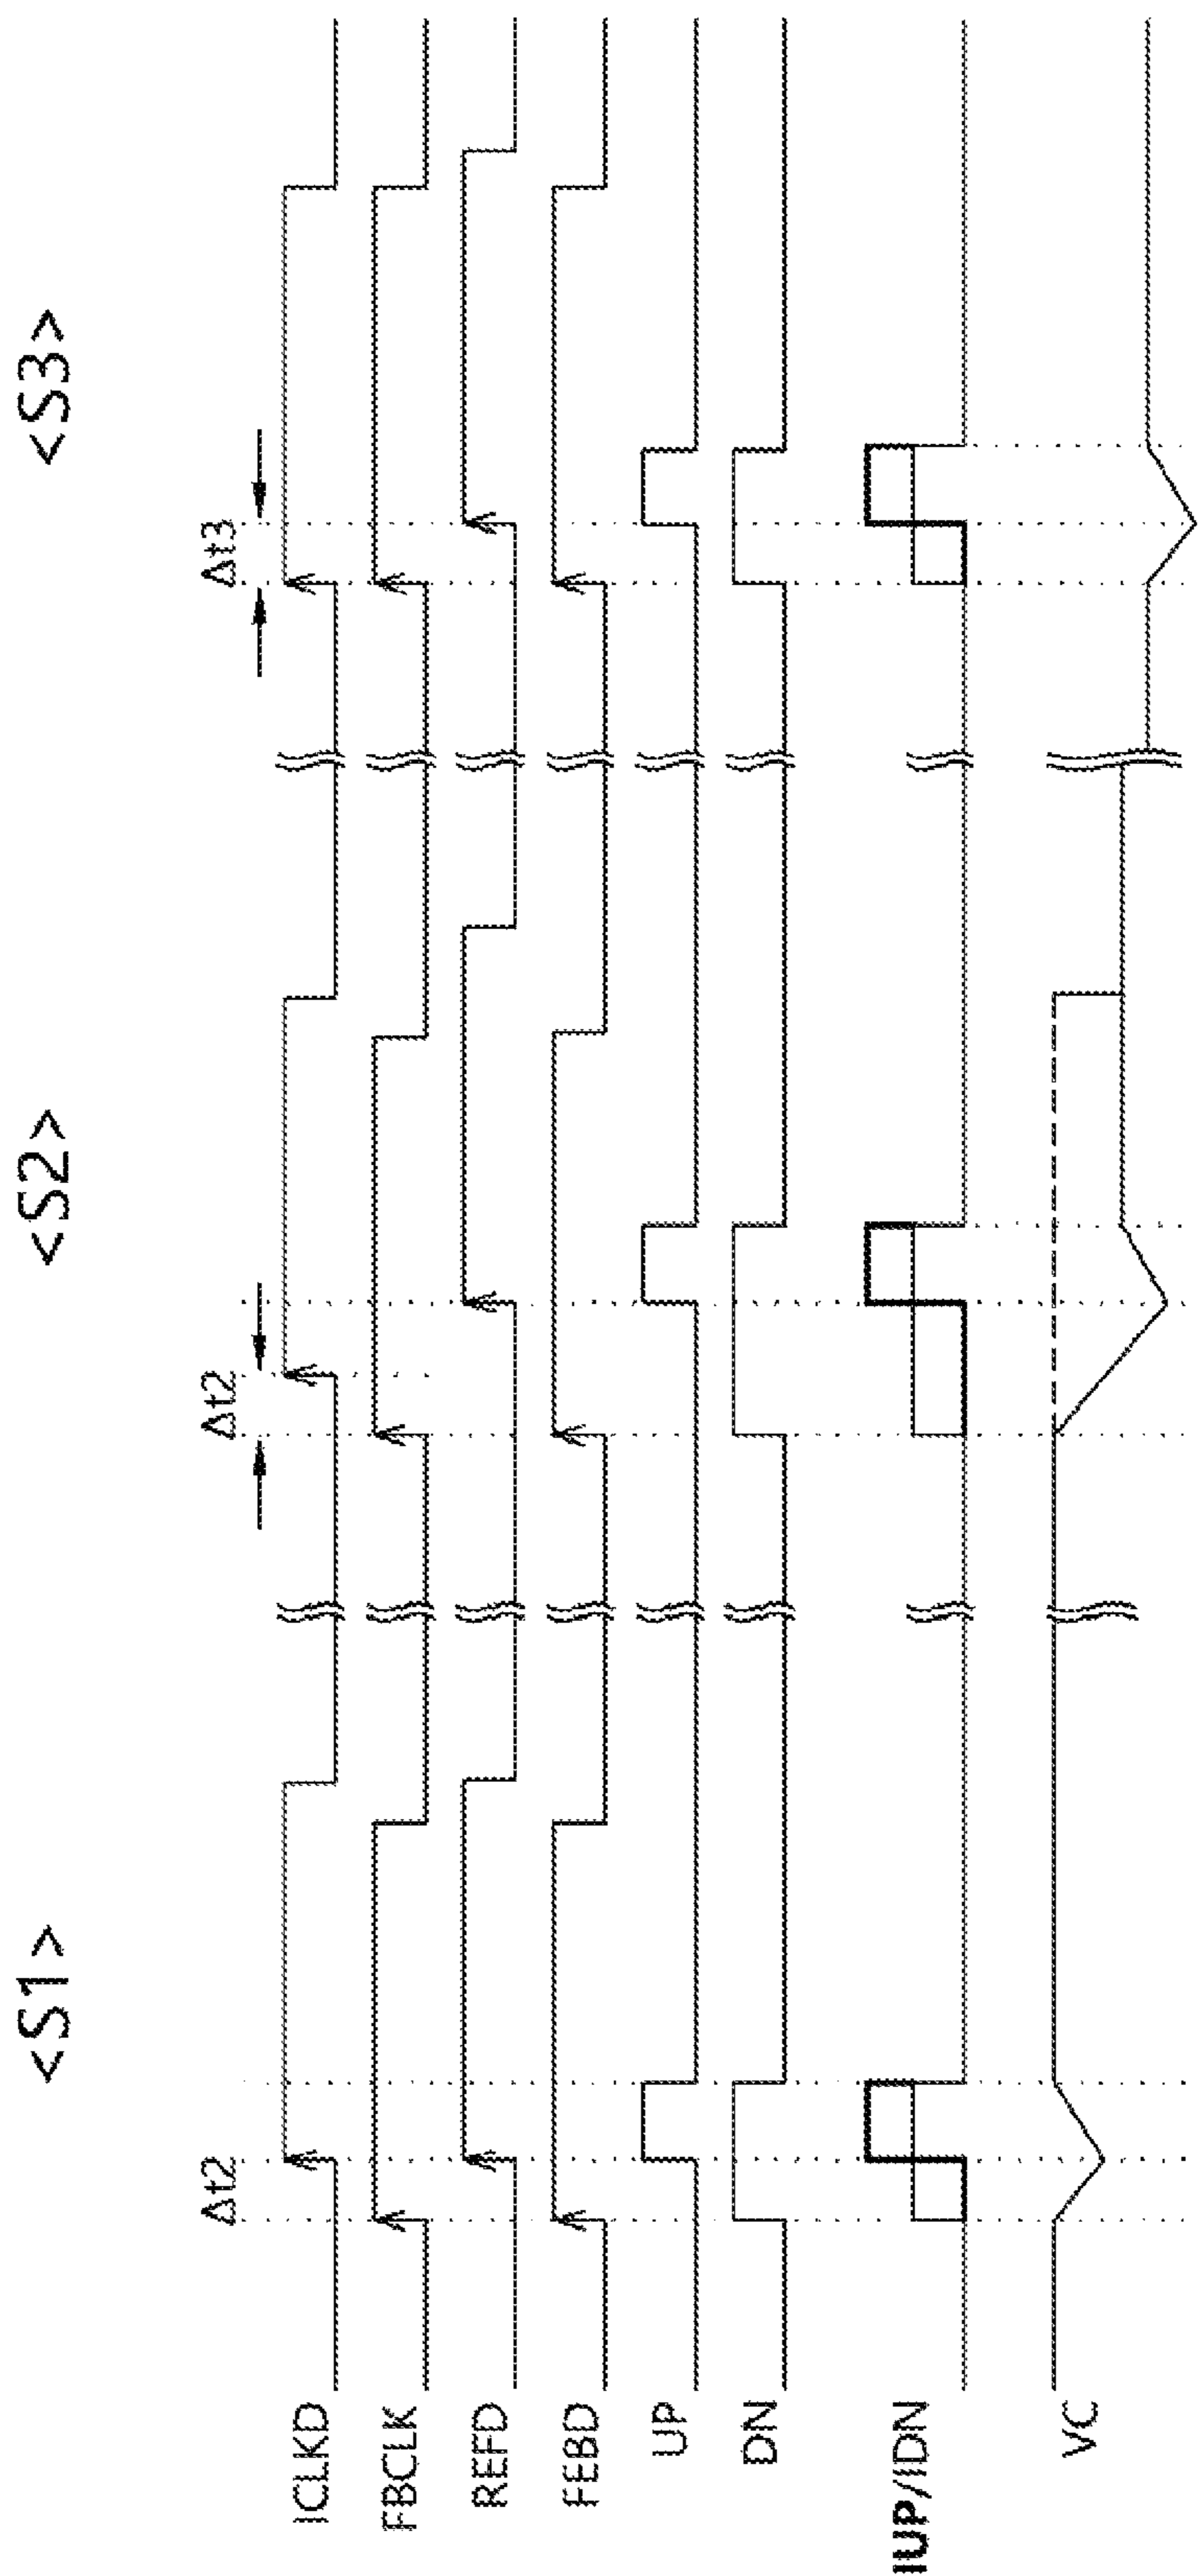 <S1>
<S2>
<S3>
Δt2
Δt2
Δt3
ICLKD
FBCLK
REFD
FEBD
UP
DN
IUP/IDN
VC